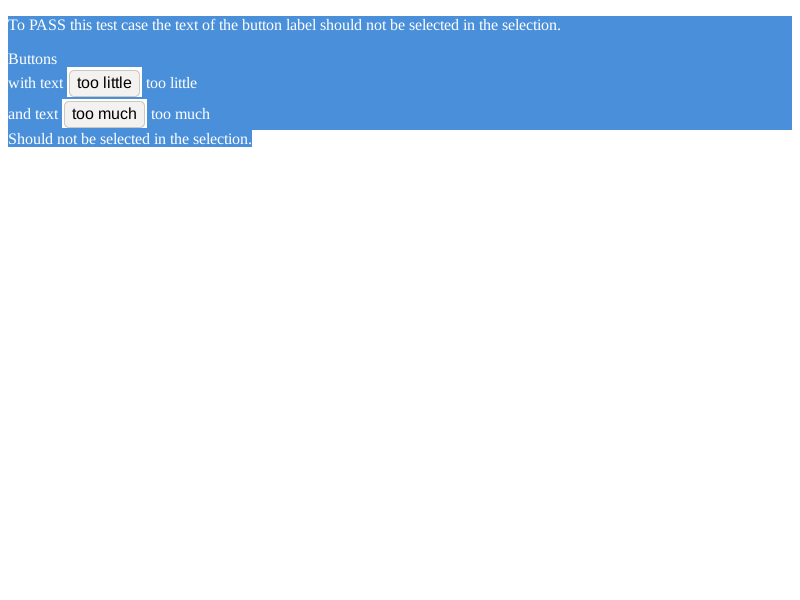 To PASS this test case the text of the button label should not be selected in the selection.
Buttons
with text too little too little
and text too much too much
Should not be selected in the selection.